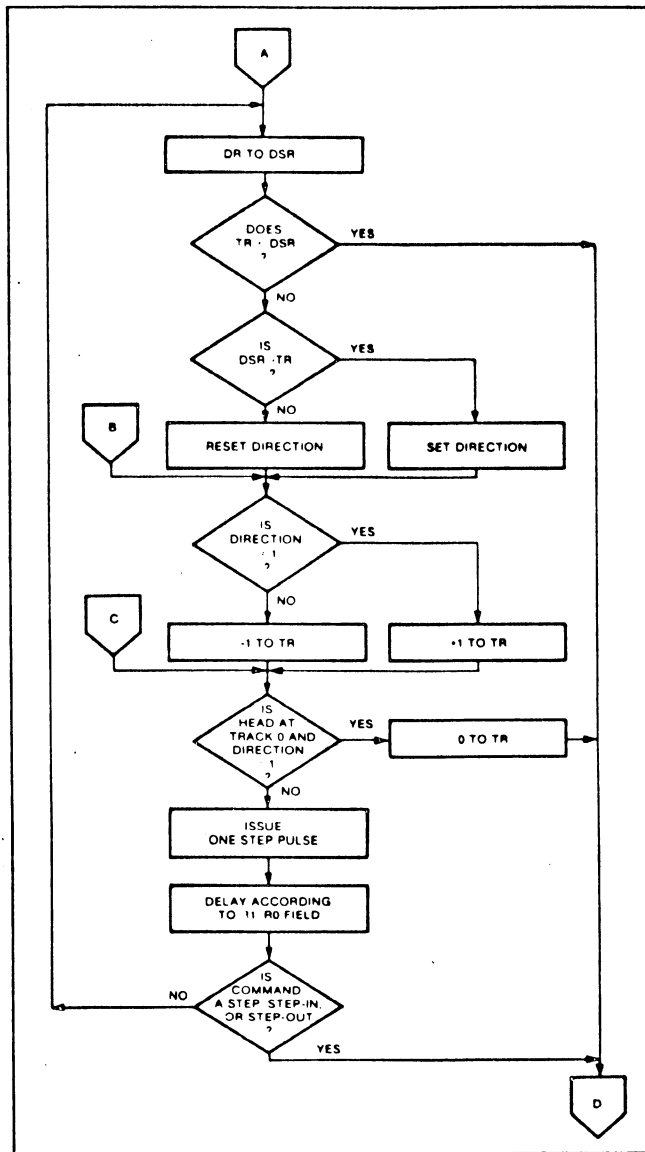 A
DR TO DSR
DOES
TR DSR
?
YES
NO
IS
DSR TR
?
YES
NO
B
RESET DIRECTION
SET DIRECTION
IS
DIRECTION
1
?
YES
NO
C
-1 TO TR
+1 TO TR
IS
HEAD AT
TRACK 0 AND
DIRECTION
1
?
YES
0 TO TR
NO
ISSUE
ONE STEP PULSE
DELAY ACCORDING
TO R0 FIELD
IS
COMMAND
A STEP STEP-IN,
OR STEP-OUT
?
NO
YES
D